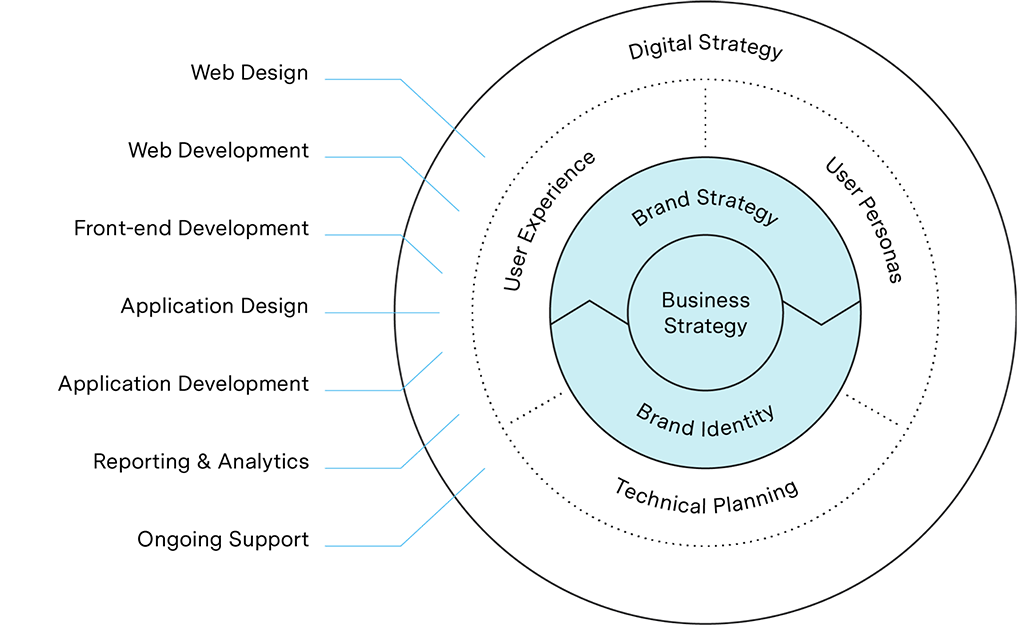 Web Design
Web Development
Front-end Development
Application Design
Application Development
Reporting & Analytics
Ongoing Support
Digital Strategy
User Experience
User Personas
Technical Planning
Brand Strategy
Business
Strategy
Brand Identity